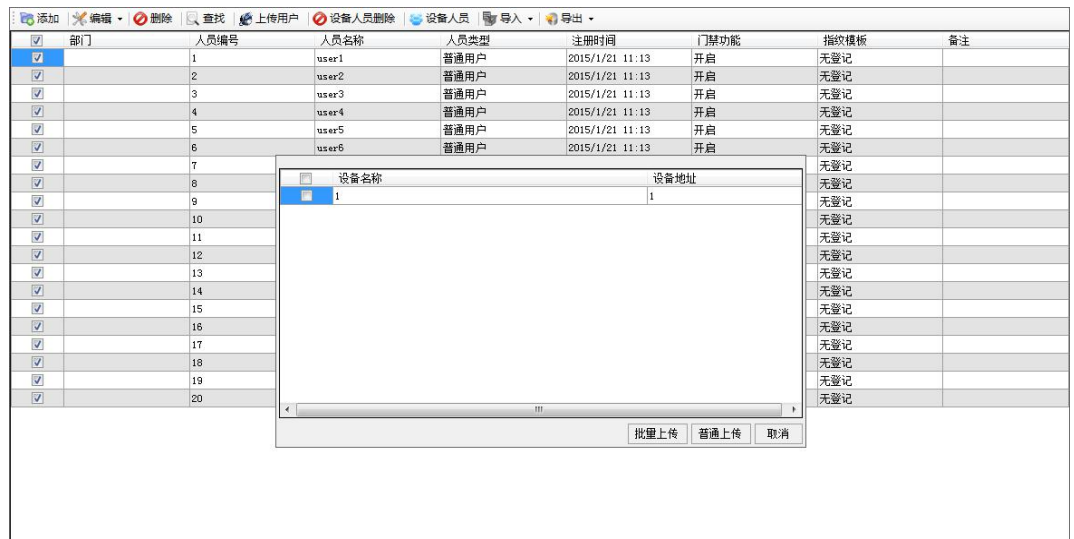 添加 编辑 删除 查找 上传用户 设备人员删除 设备人员 导入 导出
部门 人员编号 人员名称 人员类型 注册时间 门禁功能 指纹模板 备注
1 user1 普通用户 2015/1/21 11:13 开启 无登记
2 user2 普通用户 2015/1/21 11:13 开启 无登记
3 user3 普通用户 2015/1/21 11:13 开启 无登记
4 user4 普通用户 2015/1/21 11:13 开启 无登记
5 user5 普通用户 2015/1/21 11:13 开启 无登记
6 user6 普通用户 2015/1/21 11:13 开启 无登记
7 无登记
设备名称 设备地址
8 无登记
1 1
9 无登记
10 无登记
11 无登记
12 无登记
13 无登记
14 无登记
15 无登记
16 无登记
17 无登记
18 无登记
19 无登记
20 无登记
批量上传 普通上传 取消